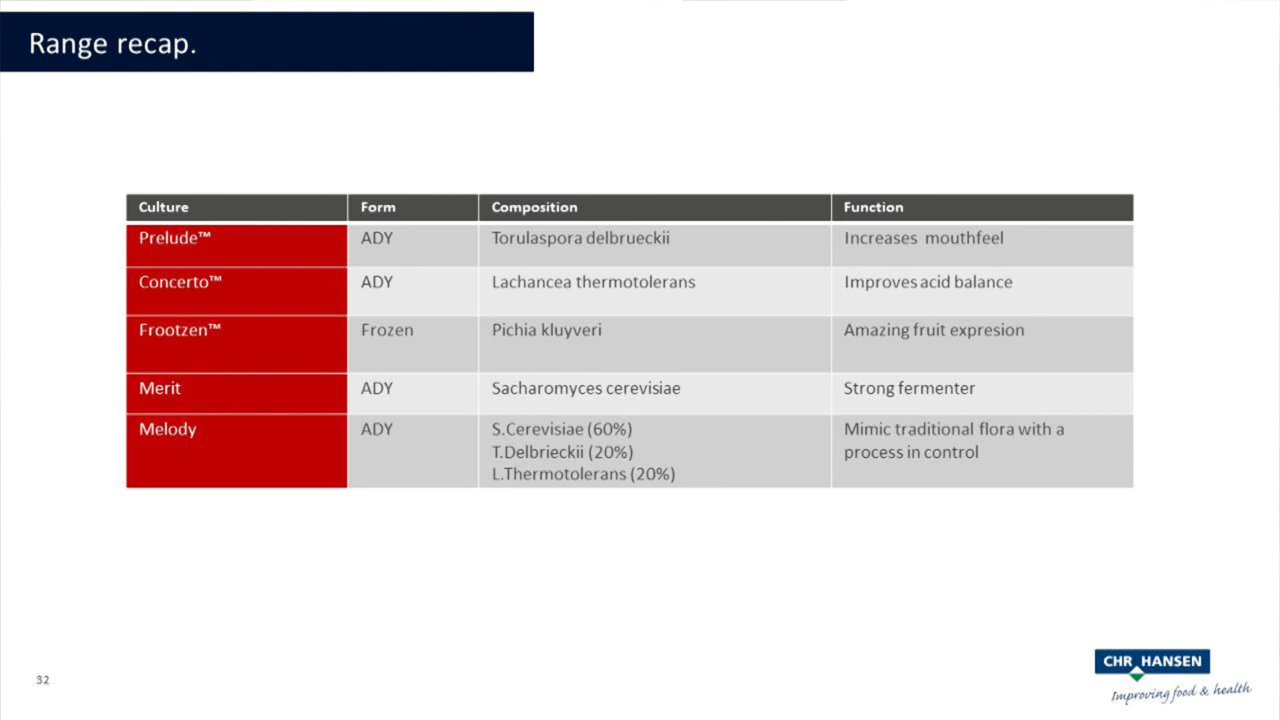 Range recap.
Culture Form Composition Function
Prelude™ ADY Torulaspora delbrueckii Increases mouthfeel
Concerto™ ADY Lachancea thermotolerans Improves acid balance
Frootzen™ Frozen Pichia kluyveri Amazing fruit expresion
Merit ADY Sacharomyces cerevisiae Strong fermenter
Melody ADY S.Cerevisiae (60%) Mimic traditional flora with a
T.Delbrieckii (20%) process in control
L.Thermotolerans (20%)
CHR HANSEN
Improving food & health
32